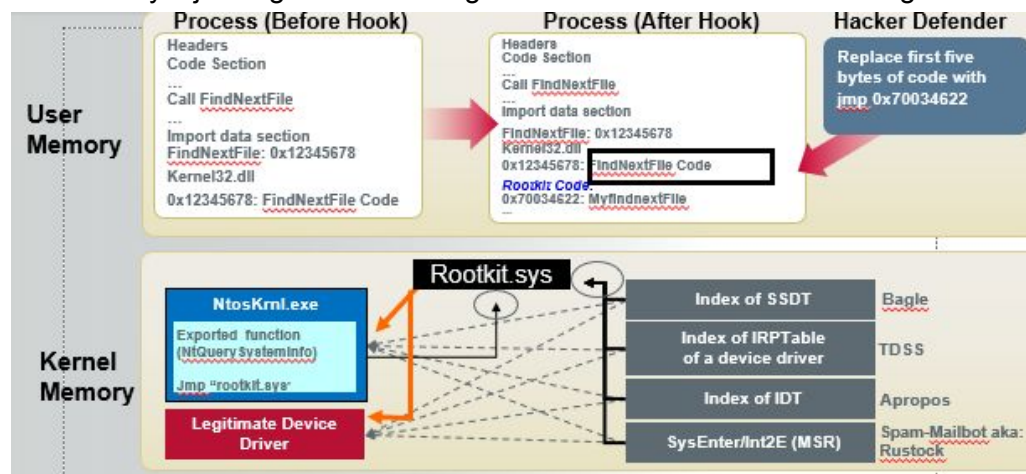 Process (Before Hook)
Process (After Hook)
Hacker Defender
User
Memory
Headers
Code Section
...
Call FindNextFile
...
Import data section
FindNextFile: 0x12345678
Kernel32.dll
0x12345678: FindNextFile Code
Headers
Code Section
...
Call FindNextFile
...
Import data section
FindNextFile: 0x12345678
Kernel32.dll
0x12345678: FindNextFile Code
Rootkit Code:
0x70034622: MyfindnextFile
...
Replace first five
bytes of code with
jmp 0x70034622
Kernel
Memory
Rootkit.sys
NtosKrnl.exe
Exported function
(NtQuerySystemInfo)
Jmp "rootkit.sys"
Legitimate Device
Driver
Index of SSDT
Bagle
Index of IRPTable
of a device driver
TDSS
Index of IDT
Apropos
SysEnter/Int2E (MSR)
Spam-Mailbot aka:
Rustock